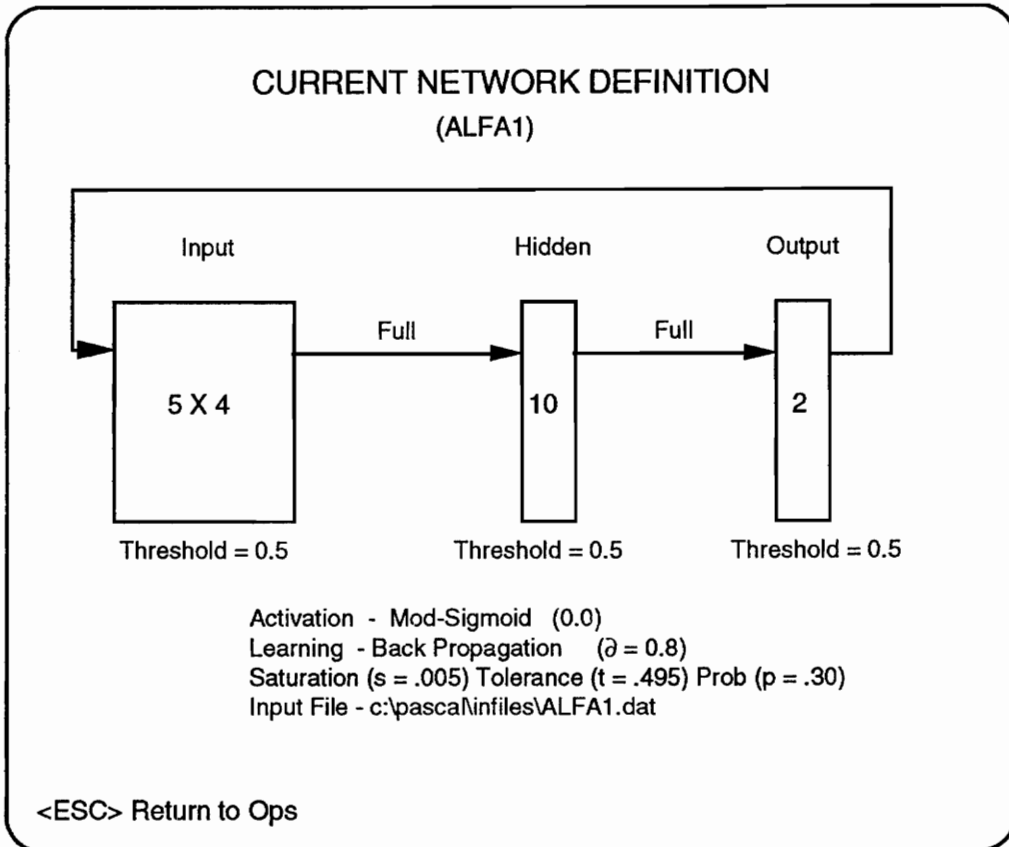 CURRENT NETWORK DEFINITION
(ALFA1)
Input Hidden Output
Full Full
5 X 4 10 2
Threshold = 0.5 Threshold = 0.5 Threshold = 0.5
Activation - Mod-Sigmoid (0.0)
Learning - Back Propagation (∂ = 0.8)
Saturation (s = .005) Tolerance (t = .495) Prob (p = .30)
Input File - c:\pascal\infiles\ALFA1.dat
<ESC> Return to Ops